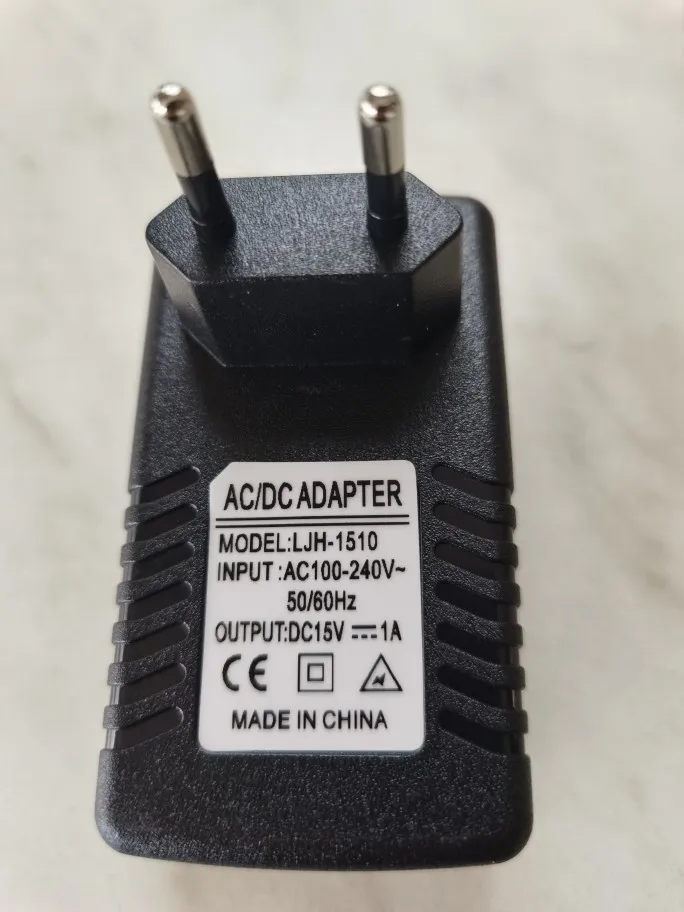 AC/DC ADAPTER
MODEL:LJH-1510
INPUT :AC100-240V~
50/60Hz
OUTPUT:DC15V ⎓1A
CE
MADE IN CHINA